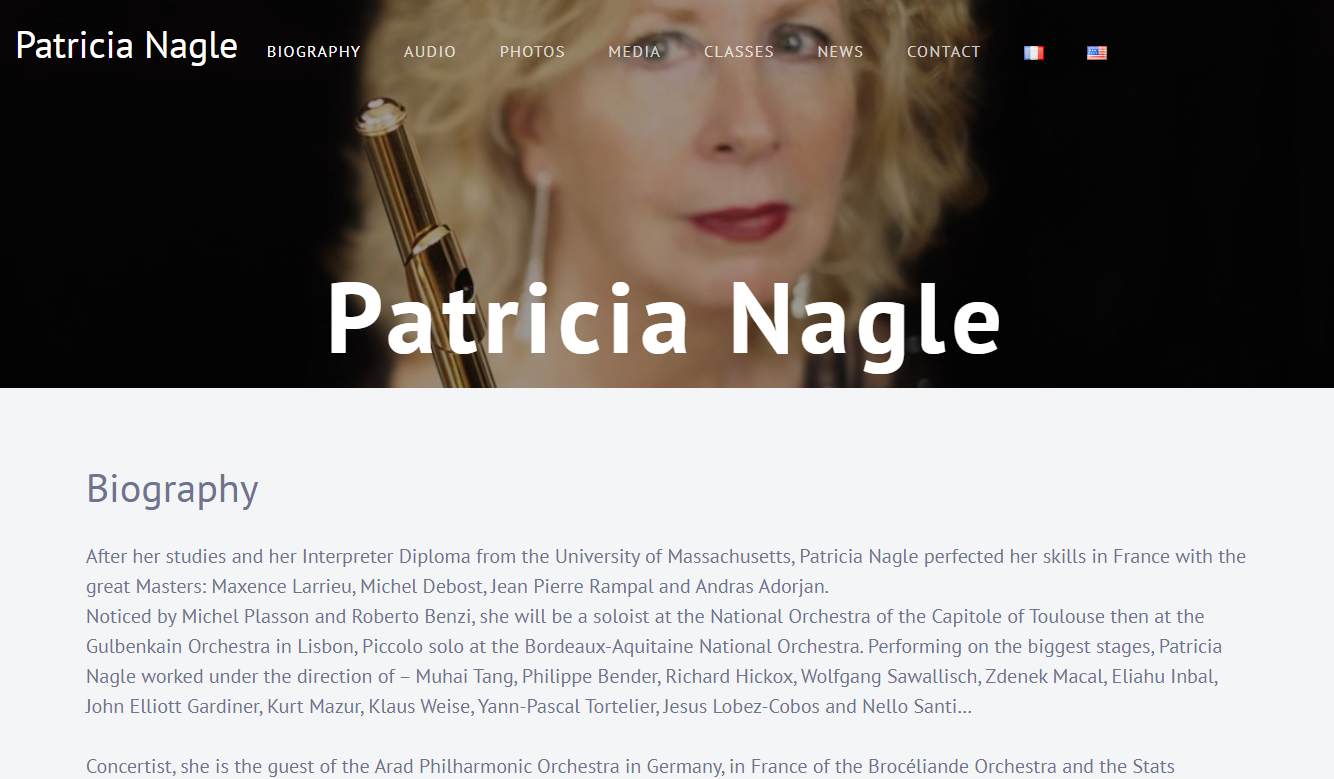 Patricia Nagle BIOGRAPHY AUDIO PHOTOS MEDIA CLASSES NEWS CONTACT
Patricia Nagle
Biography
After her studies and her Interpreter Diploma from the University of Massachusetts, Patricia Nagle perfected her skills in France with the
great Masters: Maxence Larrieu, Michel Debost, Jean Pierre Rampal and Andras Adorjan.
Noticed by Michel Plasson and Roberto Benzi, she will be a soloist at the National Orchestra of the Capitole of Toulouse then at the
Gulbenkain Orchestra in Lisbon, Piccolo solo at the Bordeaux-Aquitaine National Orchestra. Performing on the biggest stages, Patricia
Nagle worked under the direction of – Muhai Tang, Philippe Bender, Richard Hickox, Wolfgang Sawallisch, Zdenek Macal, Eliahu Inbal,
John Elliott Gardiner, Kurt Mazur, Klaus Weise, Yann-Pascal Tortelier, Jesus Lobez-Cobos and Nello Santi…
Concertist, she is the guest of the Arad Philharmonic Orchestra in Germany, in France of the Brocéliande Orchestra and the Stats